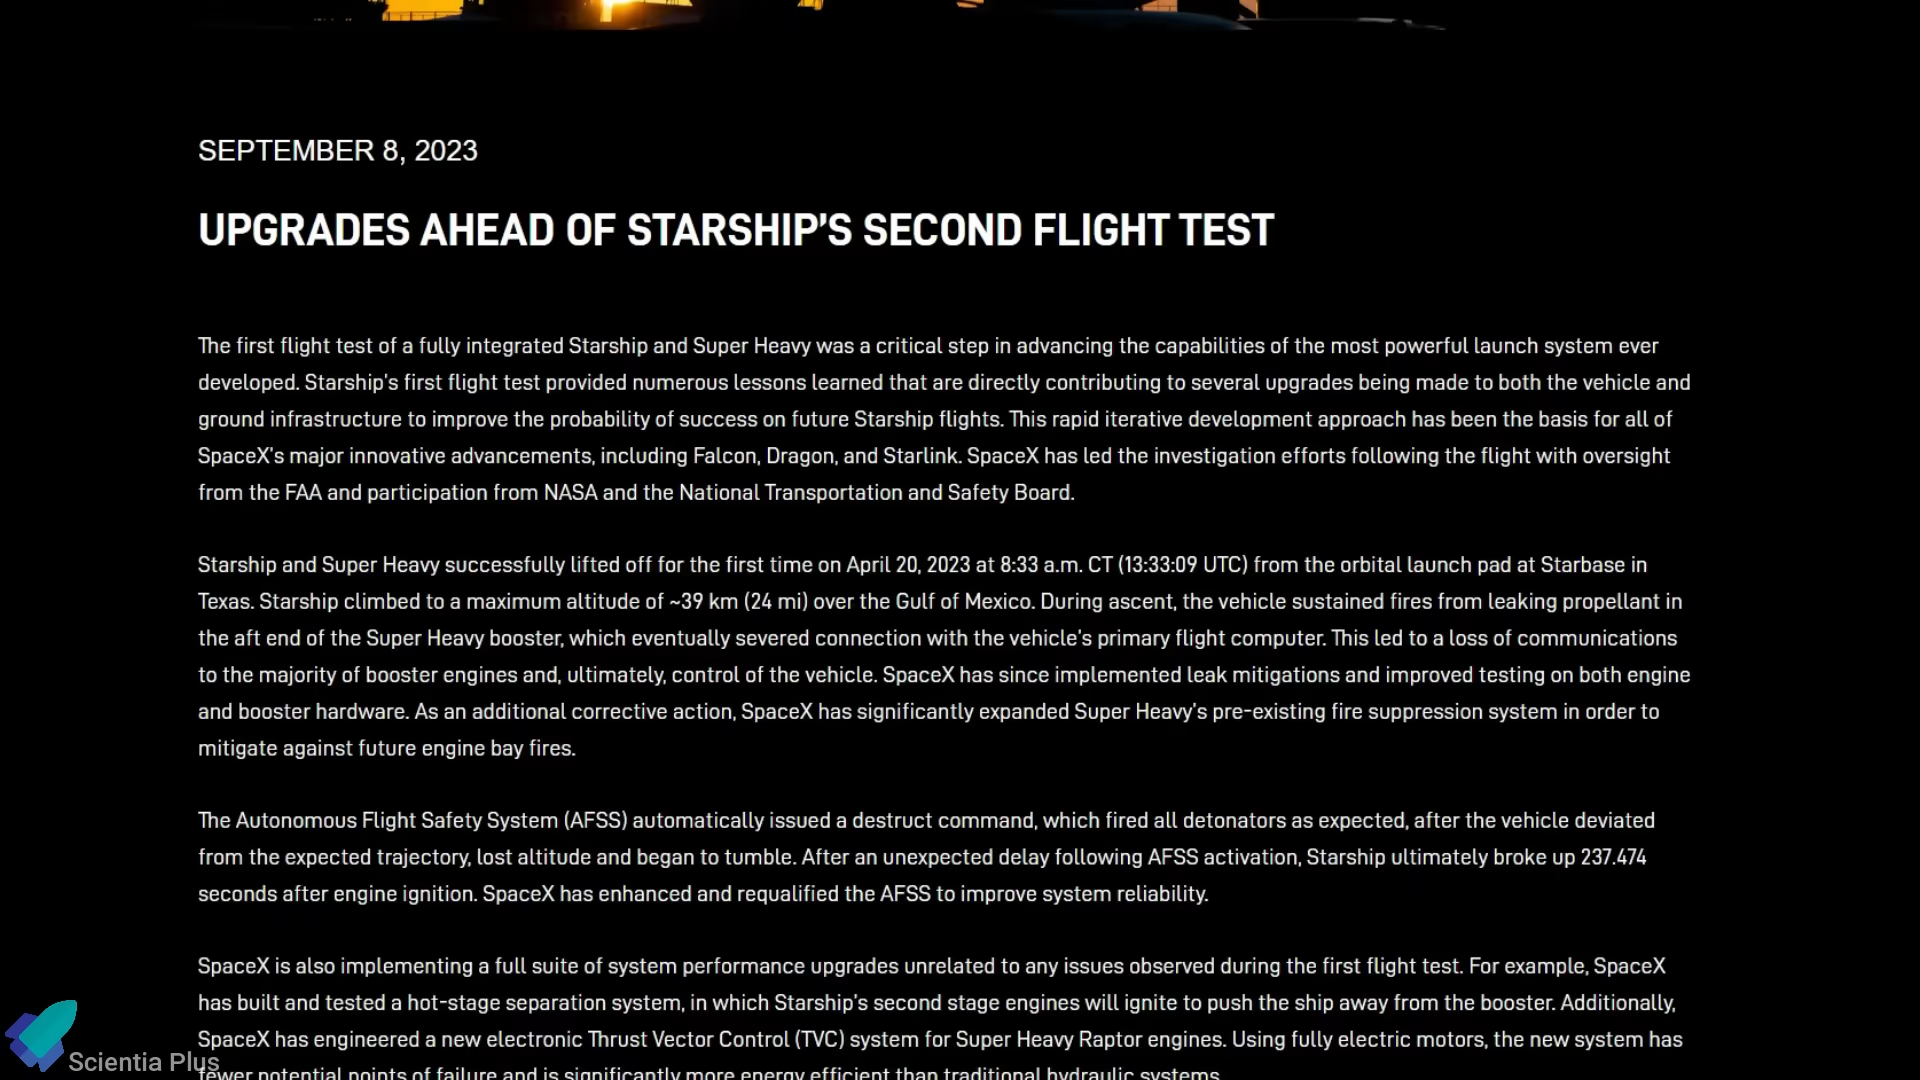 SEPTEMBER 8, 2023
UPGRADES AHEAD OF STARSHIP’S SECOND FLIGHT TEST
The first flight test of a fully integrated Starship and Super Heavy was a critical step in advancing the capabilities of the most powerful launch system ever
developed. Starship’s first flight test provided numerous lessons learned that are directly contributing to several upgrades being made to both the vehicle and
ground infrastructure to improve the probability of success on future Starship flights. This rapid iterative development approach has been the basis for all of
SpaceX’s major innovative advancements, including Falcon, Dragon, and Starlink. SpaceX has led the investigation efforts following the flight with oversight
from the FAA and participation from NASA and the National Transportation and Safety Board.
Starship and Super Heavy successfully lifted off for the first time on April 20, 2023 at 8:33 a.m. CT (13:33:09 UTC) from the orbital launch pad at Starbase in
Texas. Starship climbed to a maximum altitude of ~39 km (24 mi) over the Gulf of Mexico. During ascent, the vehicle sustained fires from leaking propellant in
the aft end of the Super Heavy booster, which eventually severed connection with the vehicle’s primary flight computer. This led to a loss of communications
to the majority of booster engines and, ultimately, control of the vehicle. SpaceX has since implemented leak mitigations and improved testing on both engine
and booster hardware. As an additional corrective action, SpaceX has significantly expanded Super Heavy’s pre-existing fire suppression system in order to
mitigate against future engine bay fires.
The Autonomous Flight Safety System (AFSS) automatically issued a destruct command, which fired all detonators as expected, after the vehicle deviated
from the expected trajectory, lost altitude and began to tumble. After an unexpected delay following AFSS activation, Starship ultimately broke up 237.474
seconds after engine ignition. SpaceX has enhanced and requalified the AFSS to improve system reliability.
SpaceX is also implementing a full suite of system performance upgrades unrelated to any issues observed during the first flight test. For example, SpaceX
has built and tested a hot-stage separation system, in which Starship’s second stage engines will ignite to push the ship away from the booster. Additionally,
SpaceX has engineered a new electronic Thrust Vector Control (TVC) system for Super Heavy Raptor engines. Using fully electric motors, the new system has
fewer potential points of failure and is significantly more energy efficient than traditional hydraulic systems.
Scientia Plus